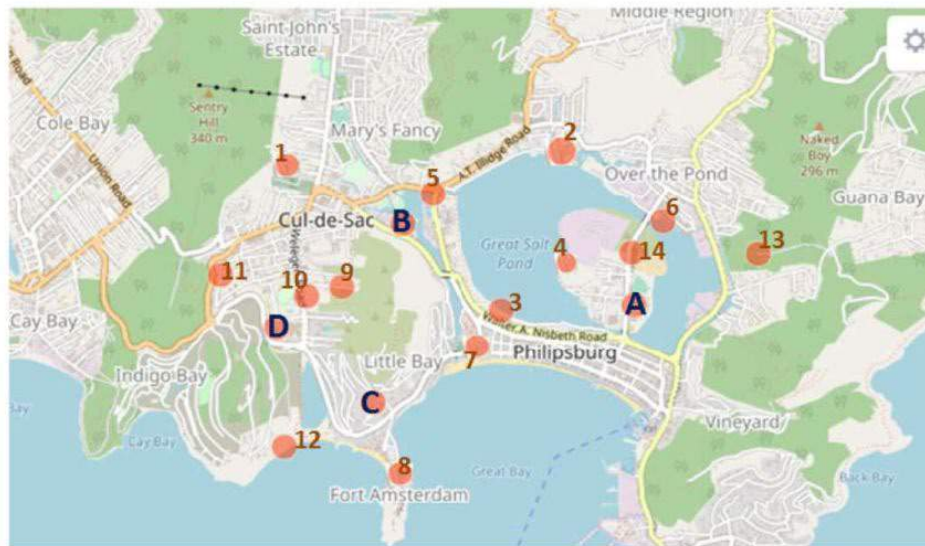 Middle Region
Saint John's
Estate
Sentry
Hill
340 m
Cole Bay
Mary's Fancy
A.T. Illidge Road
2
Naked
Boy
296 m
Union Road
1
5
Over the Pond
Guana Bay
Cul-de-Sac
B
6
Great Salt
Pond
4
14
13
11
10
9
3
A
Cay Bay
D
Walter A. Nisbeth Road
7
Philipsburg
Little Bay
Indigo Bay
C
Vineyard
Cay Bay
12
8
Great Bay
Fort Amsterdam
Back Bay